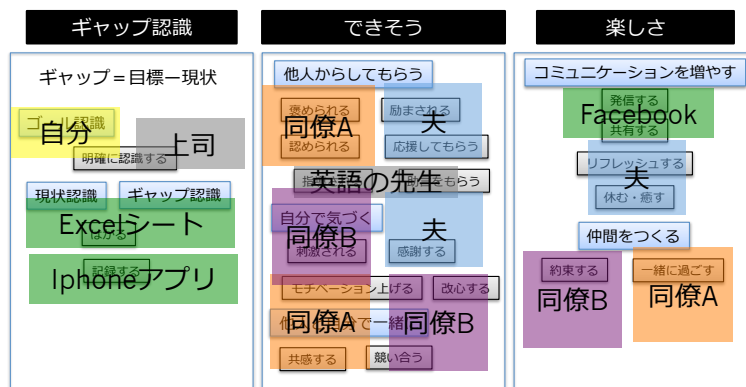 ギャップ認識
ギャップ＝目標ー現状
ゴール認識
自分
上司
明確に認識する
現状認識
ギャップ認識
Excelシート
はかる
記録する
Iphoneアプリ
できそう
他人からしてもらう
褒められる
励まされる
同僚A
夫
認められる
応援してもらう
英語の先生
自分で気づく
同僚B
夫
刺激される
感謝する
モチベーション上げる
改心する
同僚A
同僚B
共感する
競い合う
楽しさ
コミュニケーションを増やす
発信する
Facebook
共有する
リフレッシュする
夫
休む・癒す
仲間をつくる
約束する
一緒に過ごす
同僚B
同僚A